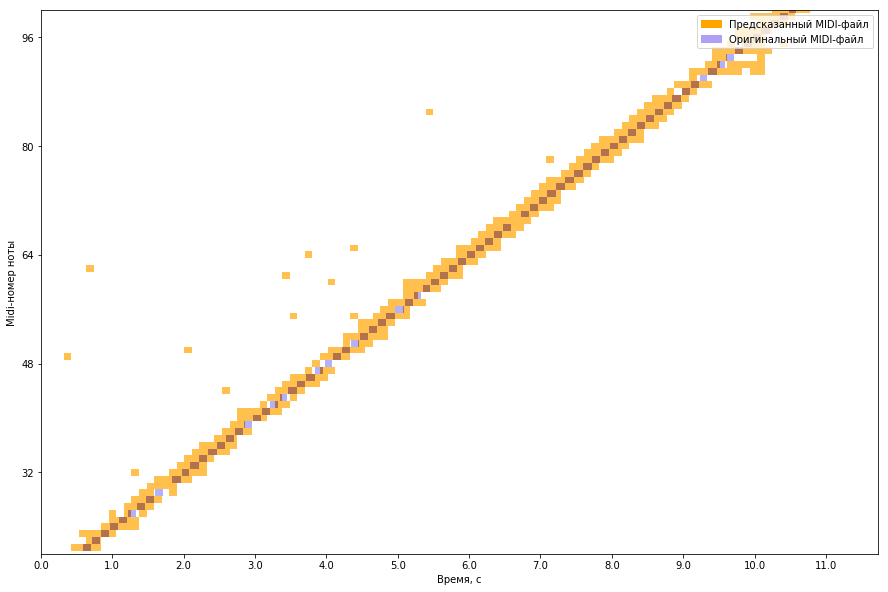 Предсказанный MIDI-файл
Оригинальный MIDI-файл
96
80
64
48
32
Midi-номер ноты
0.0 1.0 2.0 3.0 4.0 5.0 6.0 7.0 8.0 9.0 10.0 11.0
Время, с